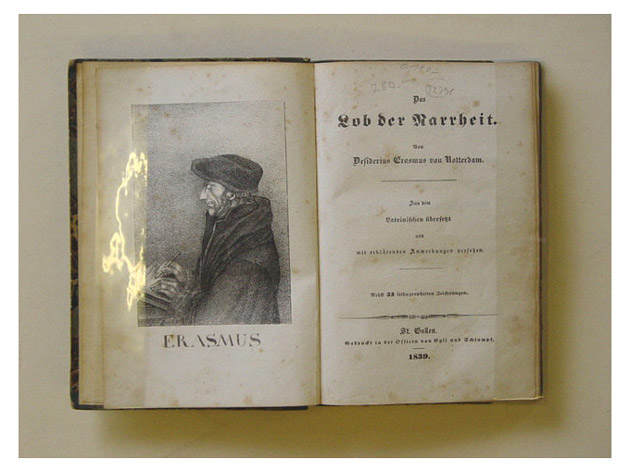 ERASMUS
280.
Das
Lob der Narrheit.
Von
Desiderius Erasmus von Rotterdam.
Aus dem
Lateinischen übersetzt
und
mit erklärenden Anmerkungen versehen.
Nebst 33 lithographirten Zeichnungen.
St. Gallen.
Gedruckt in der Offizin von Egli und Schlumpf.
1839.